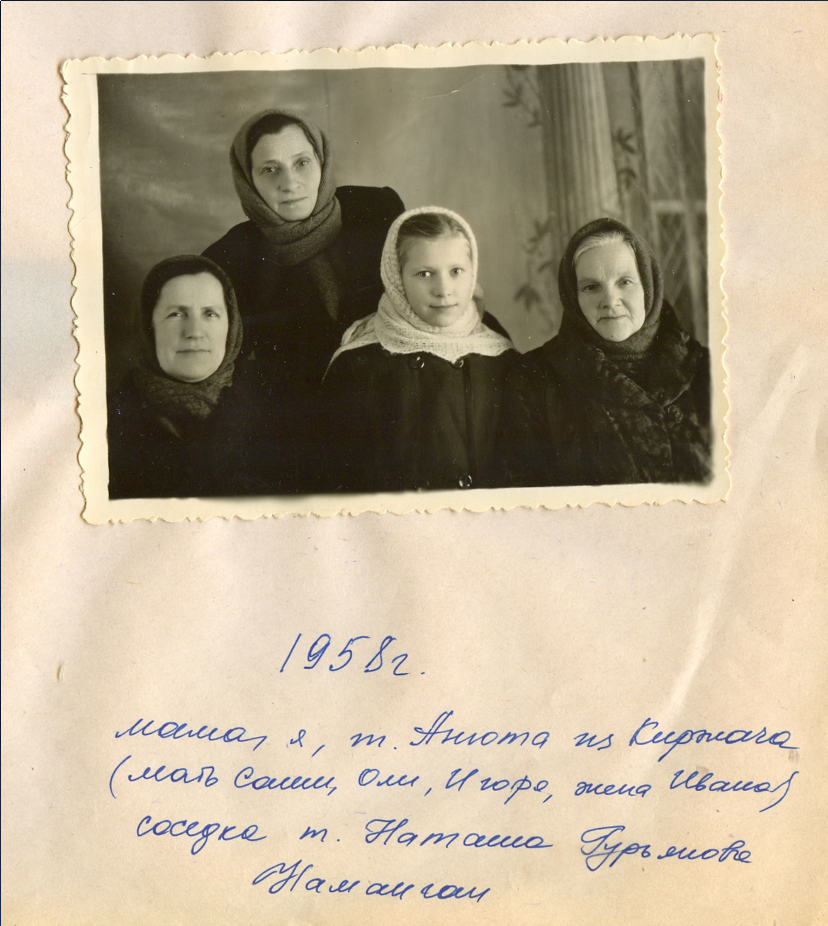 1958г.
мама, я, т. Анюта из Киржача
(мать Саши, Оли, Игоря, жена Ивана)
соседка т. Наташа Гурьянова
Наманган